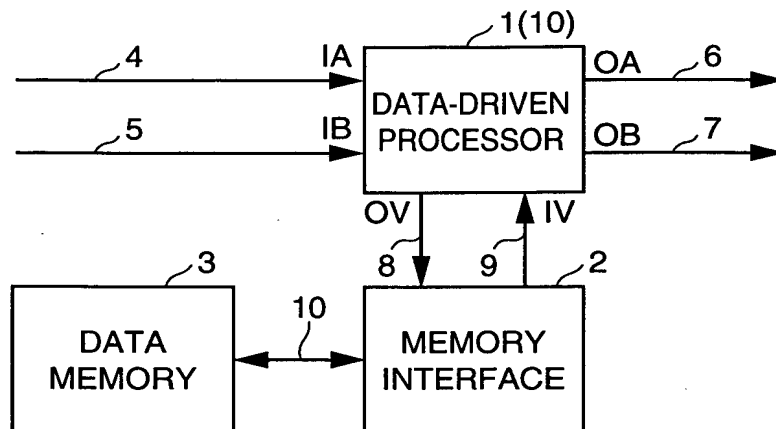 1(10)
4
IA
OA
6
DATA-DRIVEN
PROCESSOR
5
IB
OB
7
OV
IV
8
9
3
2
10
DATA
MEMORY
MEMORY
INTERFACE